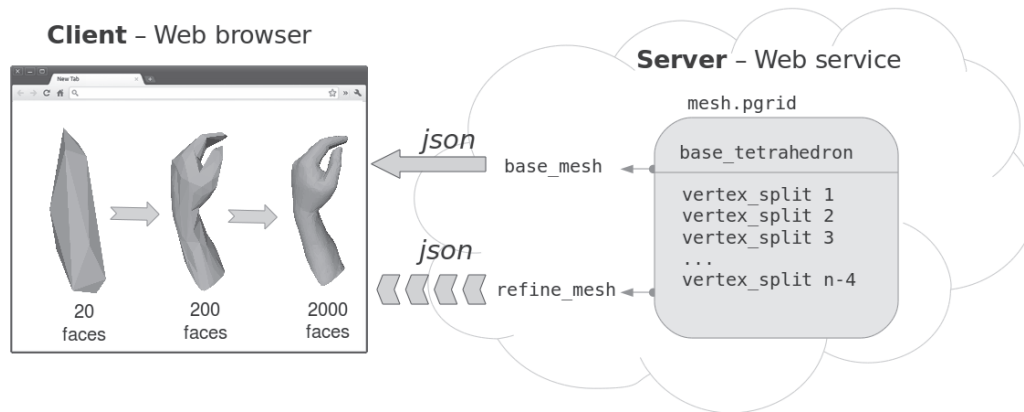 Client – Web browser
Server – Web service
New Tab
mesh.pgrid
json
base_mesh
base_tetrahedron
vertex_split 1
vertex_split 2
vertex_split 3
...
vertex_split n-4
json
refine_mesh
20
faces
200
faces
2000
faces